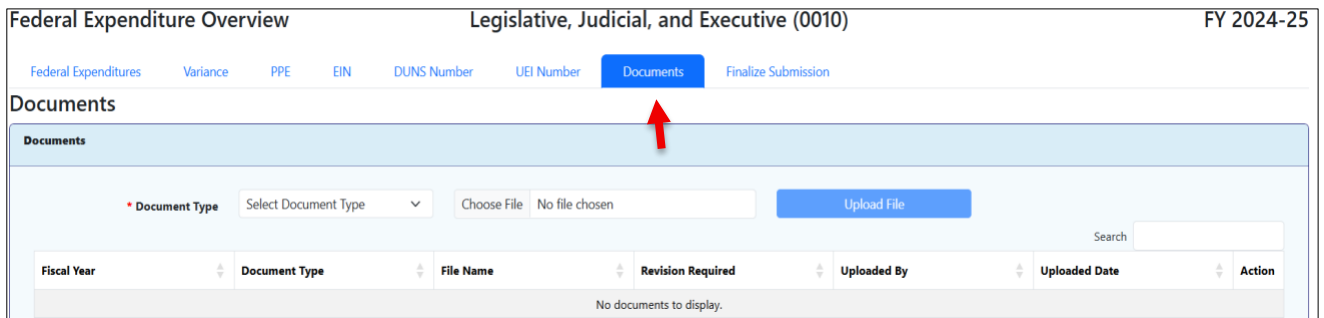 Federal Expenditure Overview Legislative, Judicial, and Executive (0010) FY 2024-25
Federal Expenditures Variance PPE EIN DUNS Number UEI Number Documents Finalize Submission
Documents
Documents
* Document Type Select Document Type Choose File No file chosen Upload File
Search
Fiscal Year Document Type File Name Revision Required Uploaded By Uploaded Date Action
No documents to display.